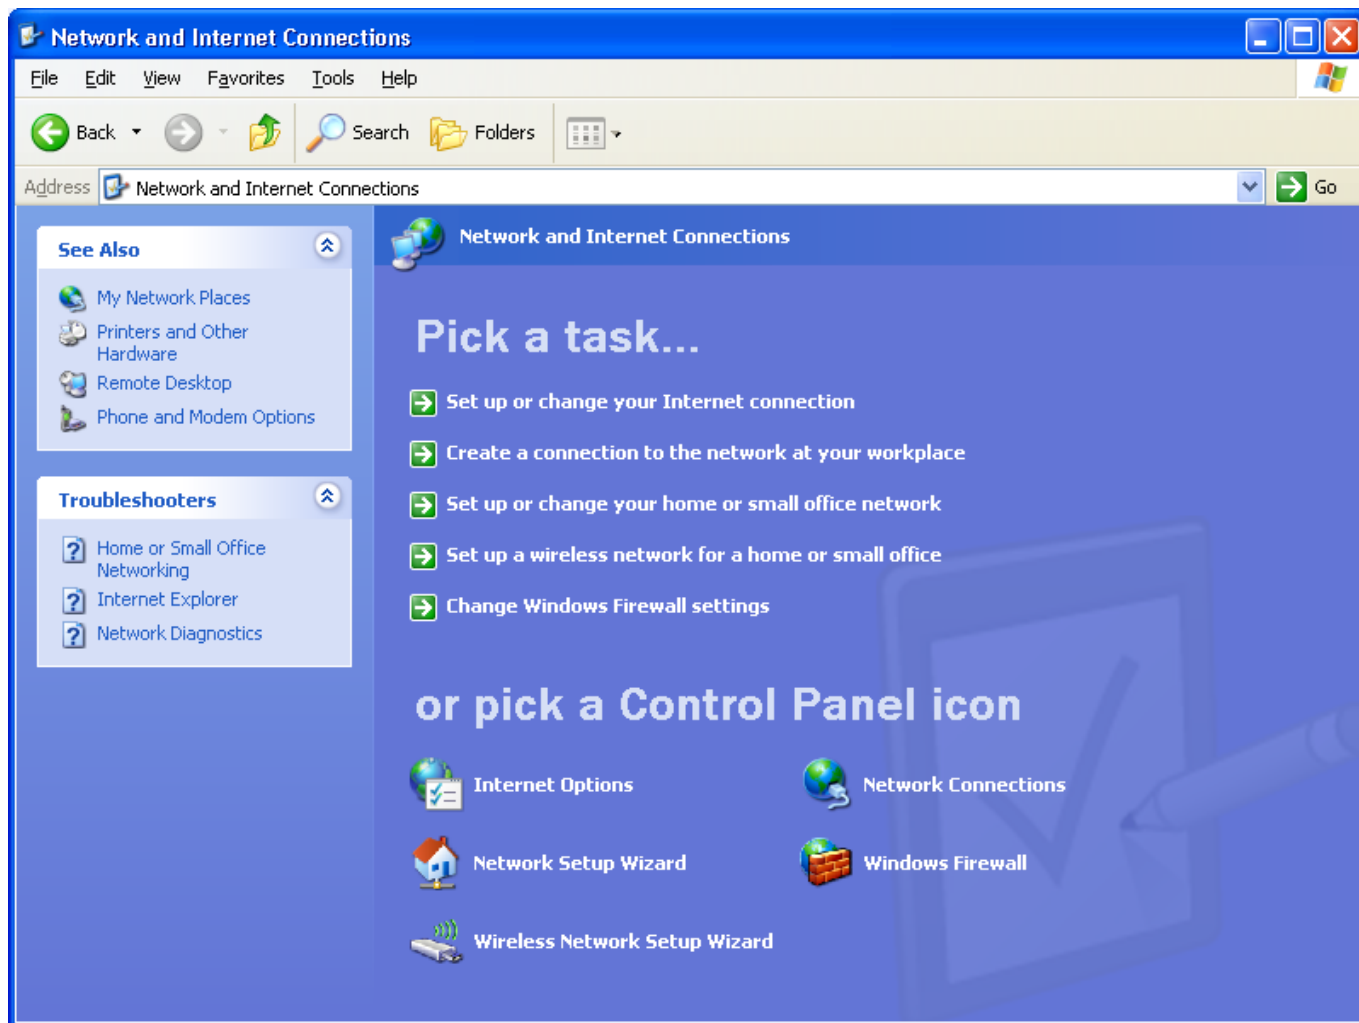 Network and Internet Connections
File Edit View Favorites Tools Help
Back Search Folders
Address Network and Internet Connections Go
See Also
My Network Places
Printers and Other
Hardware
Remote Desktop
Phone and Modem Options
Troubleshooters
Home or Small Office
Networking
Internet Explorer
Network Diagnostics
Network and Internet Connections
Pick a task...
Set up or change your Internet connection
Create a connection to the network at your workplace
Set up or change your home or small office network
Set up a wireless network for a home or small office
Change Windows Firewall settings
or pick a Control Panel icon
Internet Options
Network Connections
Network Setup Wizard
Windows Firewall
Wireless Network Setup Wizard